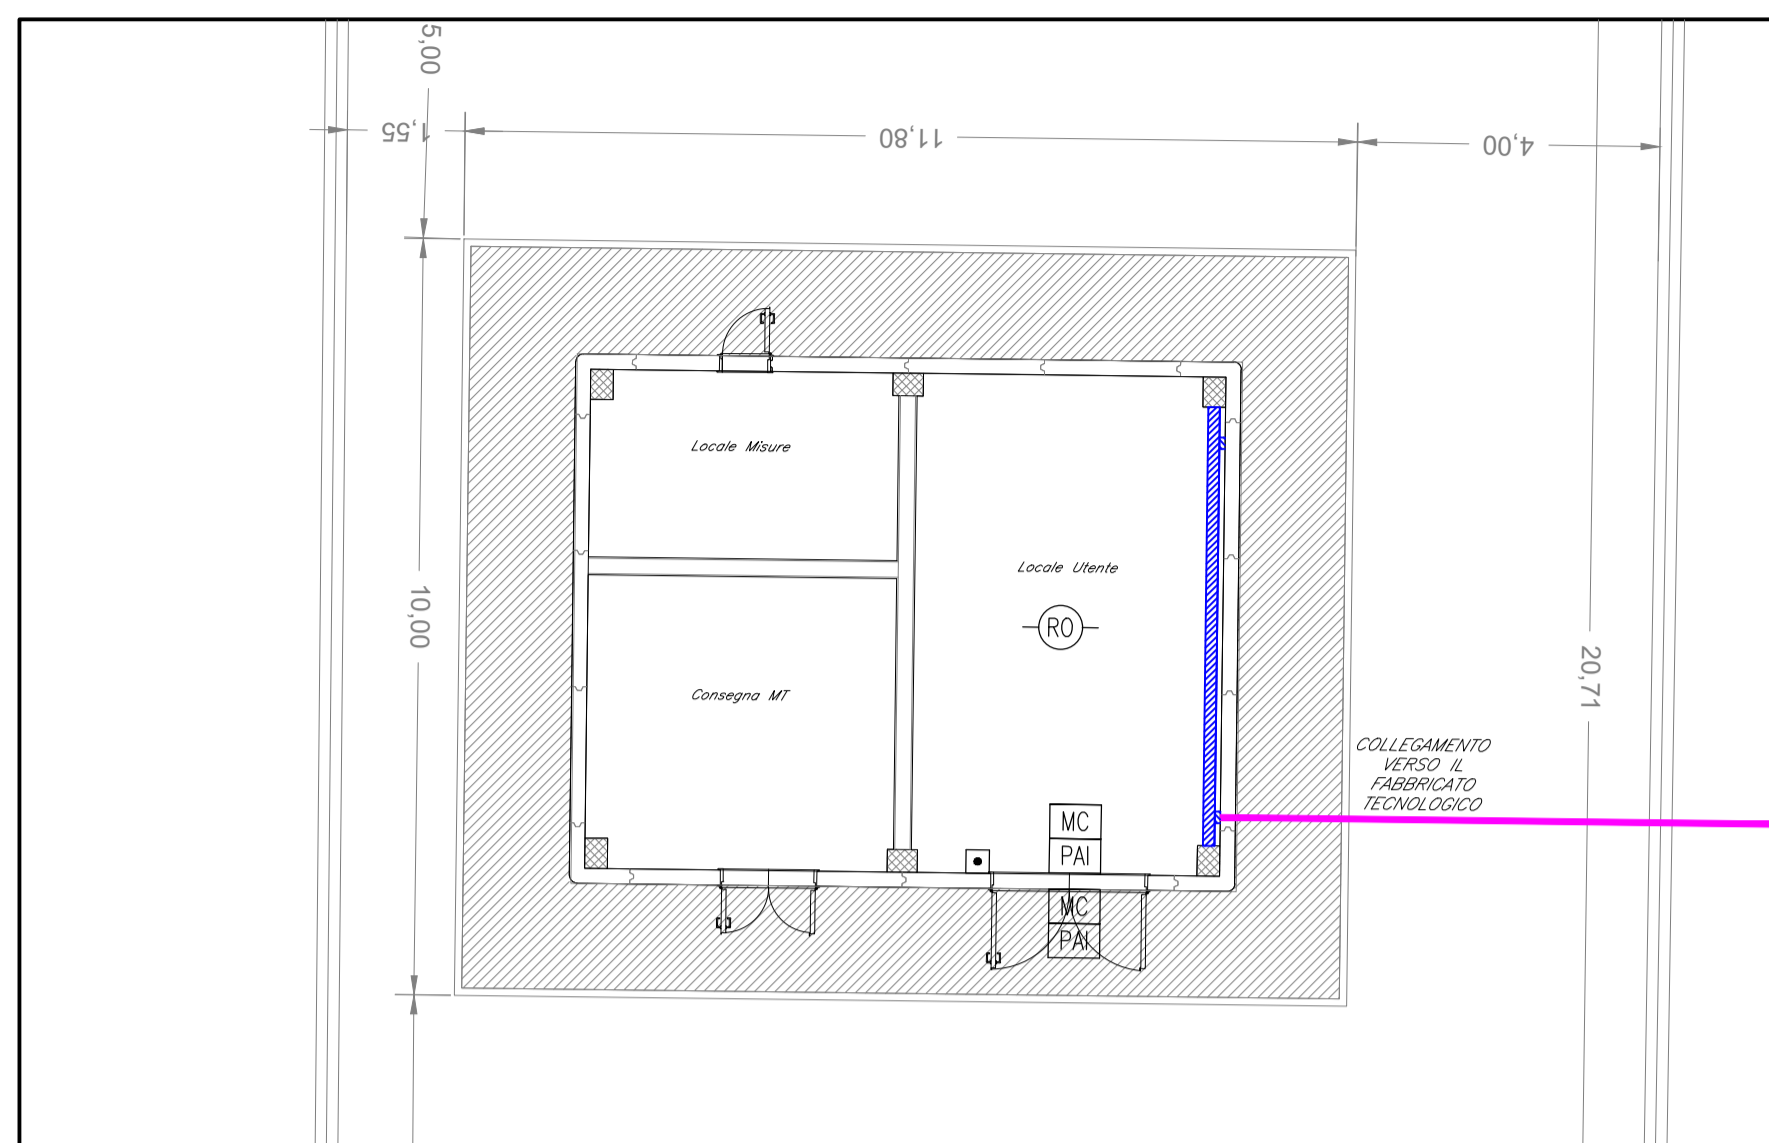 5,00
1,55
11,80
4,00
Locale Misure
Locale Utente
RO
10,00
20,71
Consegna MT
COLLEGAMENTO
VERSO IL
FABBRICATO
TECNOLOGICO
MC
PAI
MC
PAI